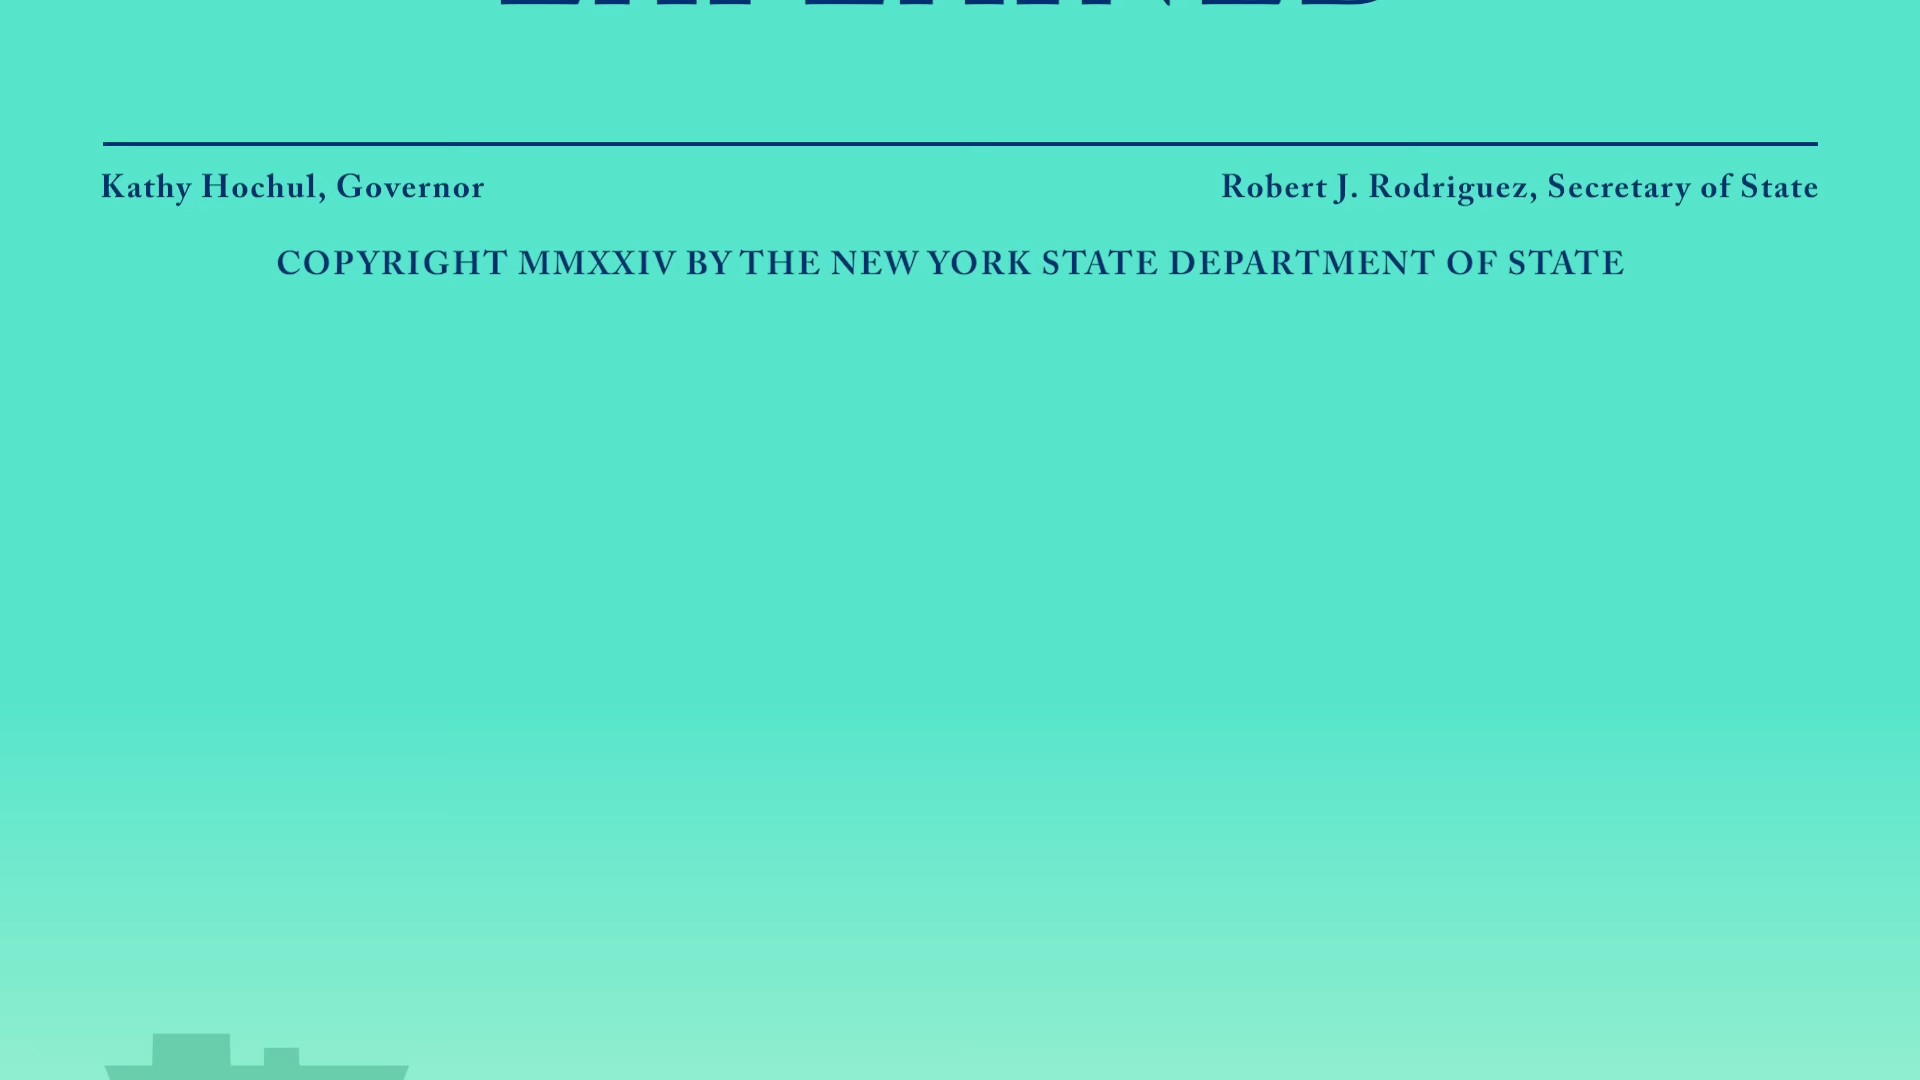 Kathy Hochul, Governor
Robert J. Rodriguez, Secretary of State
COPYRIGHT MMXXIV BY THE NEW YORK STATE DEPARTMENT OF STATE